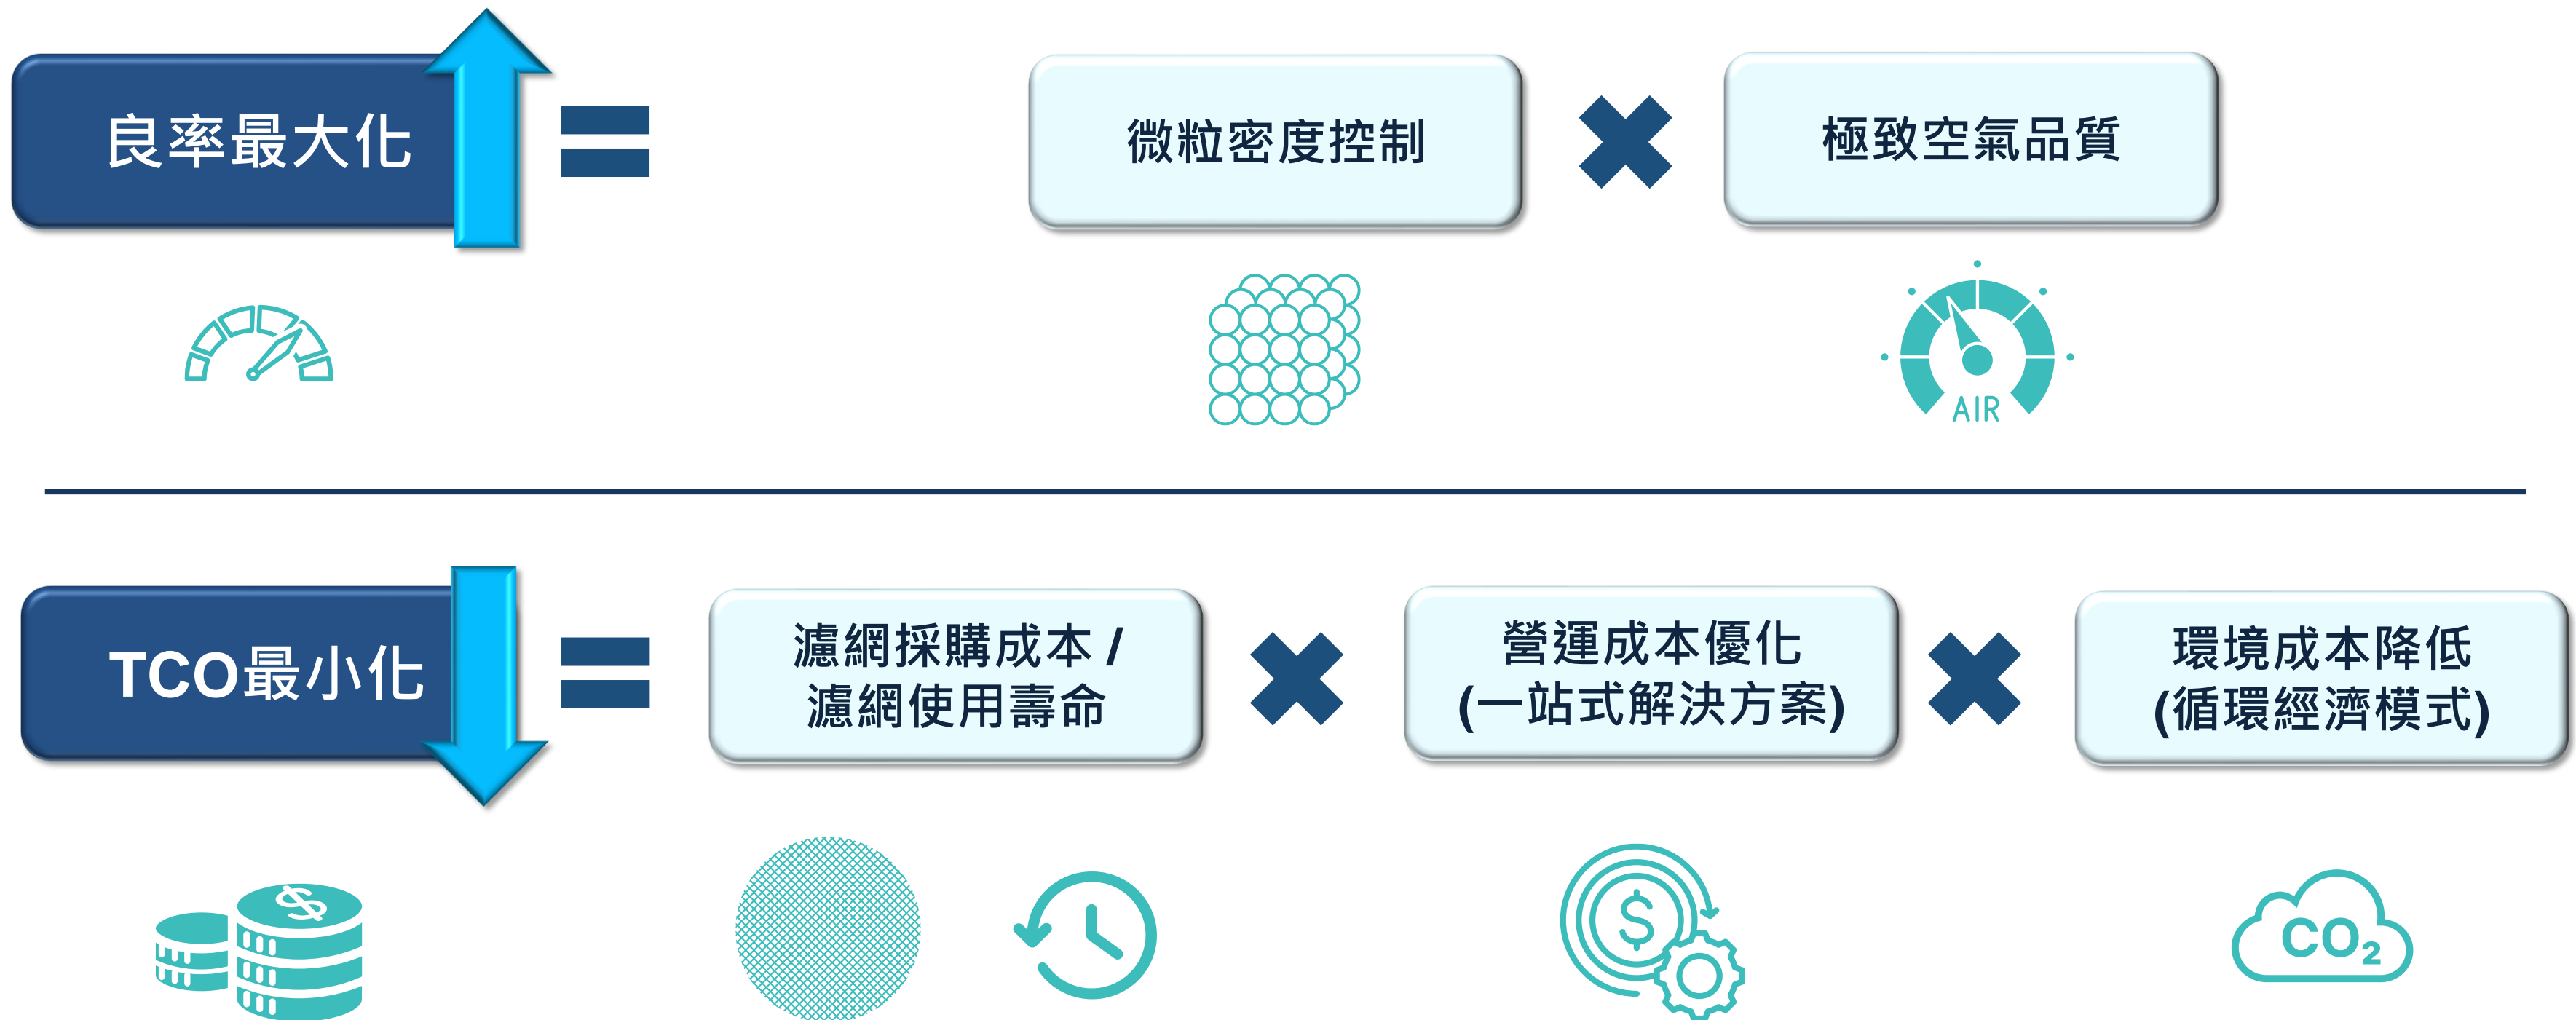 良率最大化
微粒密度控制
極致空氣品質
AIR
TCO最小化
濾網採購成本 /
濾網使用壽命
營運成本優化
(一站式解決方案)
環境成本降低
(循環經濟模式)
$
$
CO₂